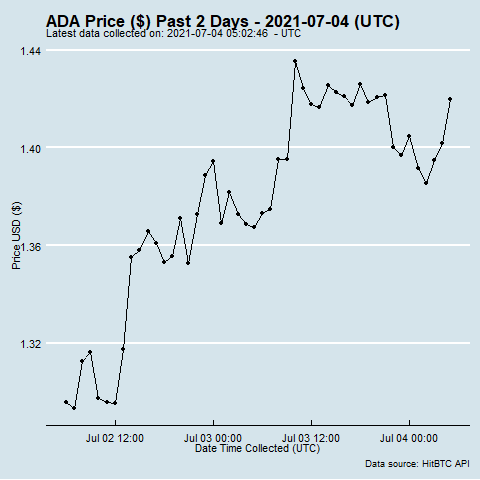 ADA Price ($) Past 2 Days - 2021-07-04 (UTC)
Latest data collected on: 2021-07-04 05:02:46 - UTC
1.44
1.40
1.36
1.32
Price USD ($)
Jul 02 12:00
Jul 03 00:00
Jul 03 12:00
Jul 04 00:00
Date Time Collected (UTC)
Data source: HitBTC API